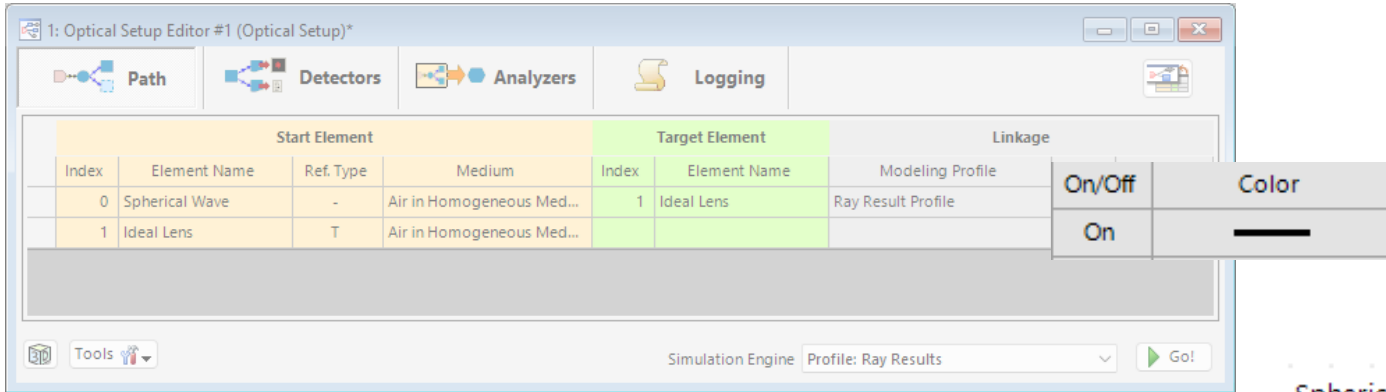 1: Optical Setup Editor #1 (Optical Setup)*
Path Detectors Analyzers Logging
Start Element Target Element Linkage
Index Element Name Ref. Type Medium Index Element Name Modeling Profile On/Off Color
0 Spherical Wave - Air in Homogeneous Med... 1 Ideal Lens Ray Result Profile On
1 Ideal Lens T Air in Homogeneous Med...
3D Tools Simulation Engine Profile: Ray Results Go!